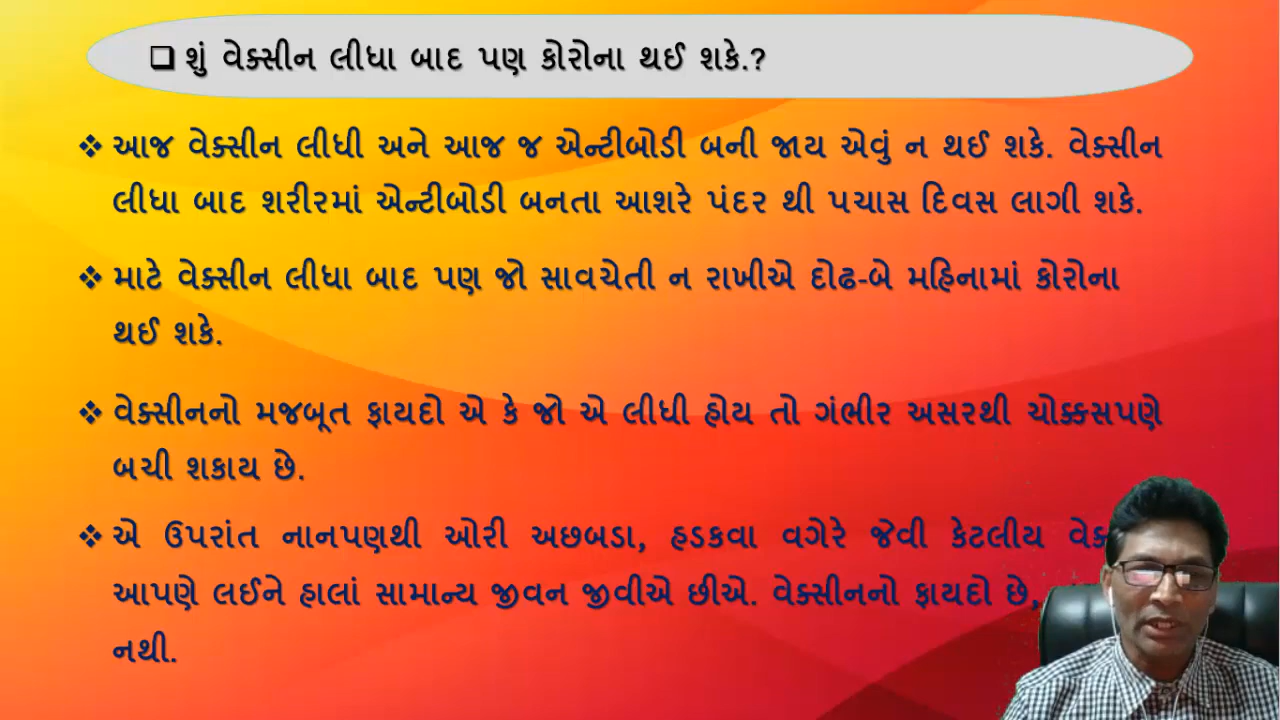 ❑ શું વેક્સીન લીધા બાદ પણ કોરોના થઈ શકે.?
❖ આજ વેક્સીન લીધી અને આજ જ એન્ટીબોડી બની જાય એવું ન થઈ શકે. વેક્સીન
લીધા બાદ શરીરમાં એન્ટીબોડી બનતા આશરે પંદર થી પચાસ દિવસ લાગી શકે.
❖ માટે વેક્સીન લીધા બાદ પણ જો સાવચેતી ન રાખીએ દોઢ-બે મહિનામાં કોરોના
થઈ શકે.
❖ વેક્સીનનો મજબૂત ફાયદો એ કે જો એ લીધી હોય તો ગંભીર અસરથી ચોક્ક્સપણે
બચી શકાય છે.
❖ એ ઉપરાંત નાનપણથી ઓરી અછબડા, હડકવા વગેરે જેવી કેટલીય
આપણે લઈને હાલાં સામાન્ય જીવન જીવીએ છીએ. વેક્સીનનો ફાયદો છે,
નથી.